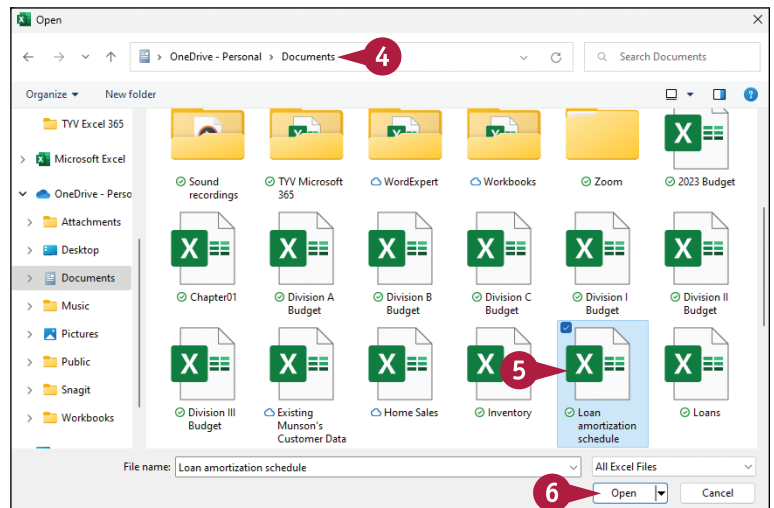 Open
OneDrive - Personal > Documents
4
Search Documents
Organize
New folder
?
TYV Excel 365
Microsoft Excel
OneDrive - Perso
Attachments
Desktop
Documents
Music
Pictures
Public
Snagit
Workbooks
Sound
recordings
TYV Microsoft
365
WordExpert
Workbooks
Zoom
2023 Budget
Chapter01
Division A
Budget
Division B
Budget
Division C
Budget
Division I
Budget
Division II
Budget
Division III
Budget
Existing
Munson's
Customer Data
Home Sales
Inventory
5
Loan
amortization
schedule
Loans
File name: Loan amortization schedule
All Excel Files
6
Open
Cancel